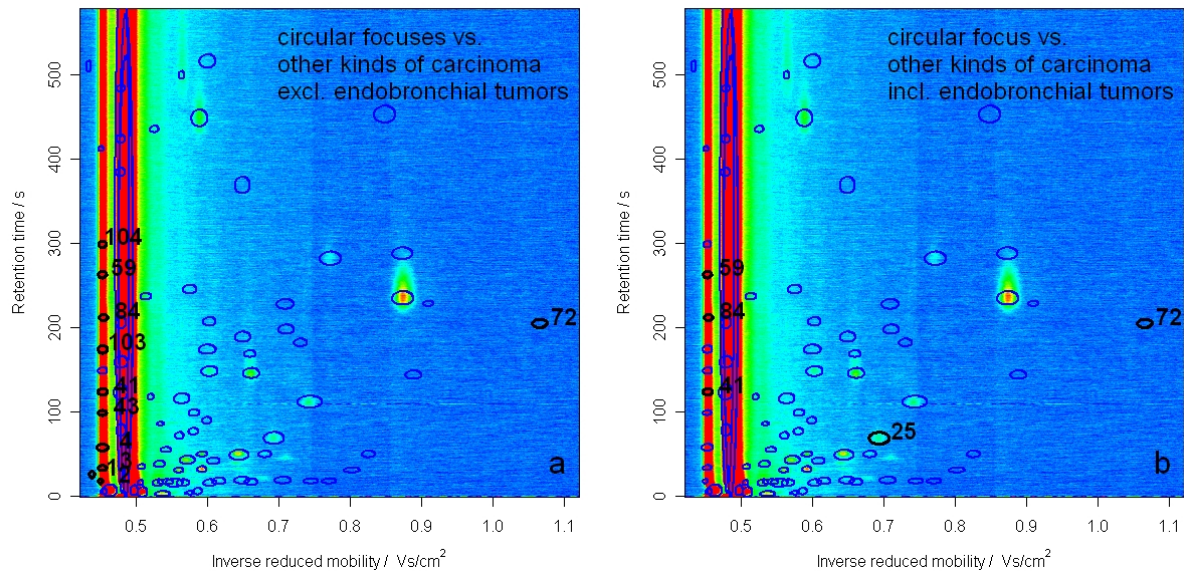 circular focuses vs.
other kinds of carcinoma
excl. endobronchial tumors
500
400
300
200
100
0
Retention time / s
104
59
84
103
41
43
4
1
2
72
a
0.5 0.6 0.7 0.8 0.9 1.0 1.1
Inverse reduced mobility / Vs/cm²
circular focus vs.
other kinds of carcinoma
incl. endobronchial tumors
500
400
300
200
100
0
Retention time / s
59
84
41
72
25
b
0.5 0.6 0.7 0.8 0.9 1.0 1.1
Inverse reduced mobility / Vs/cm²